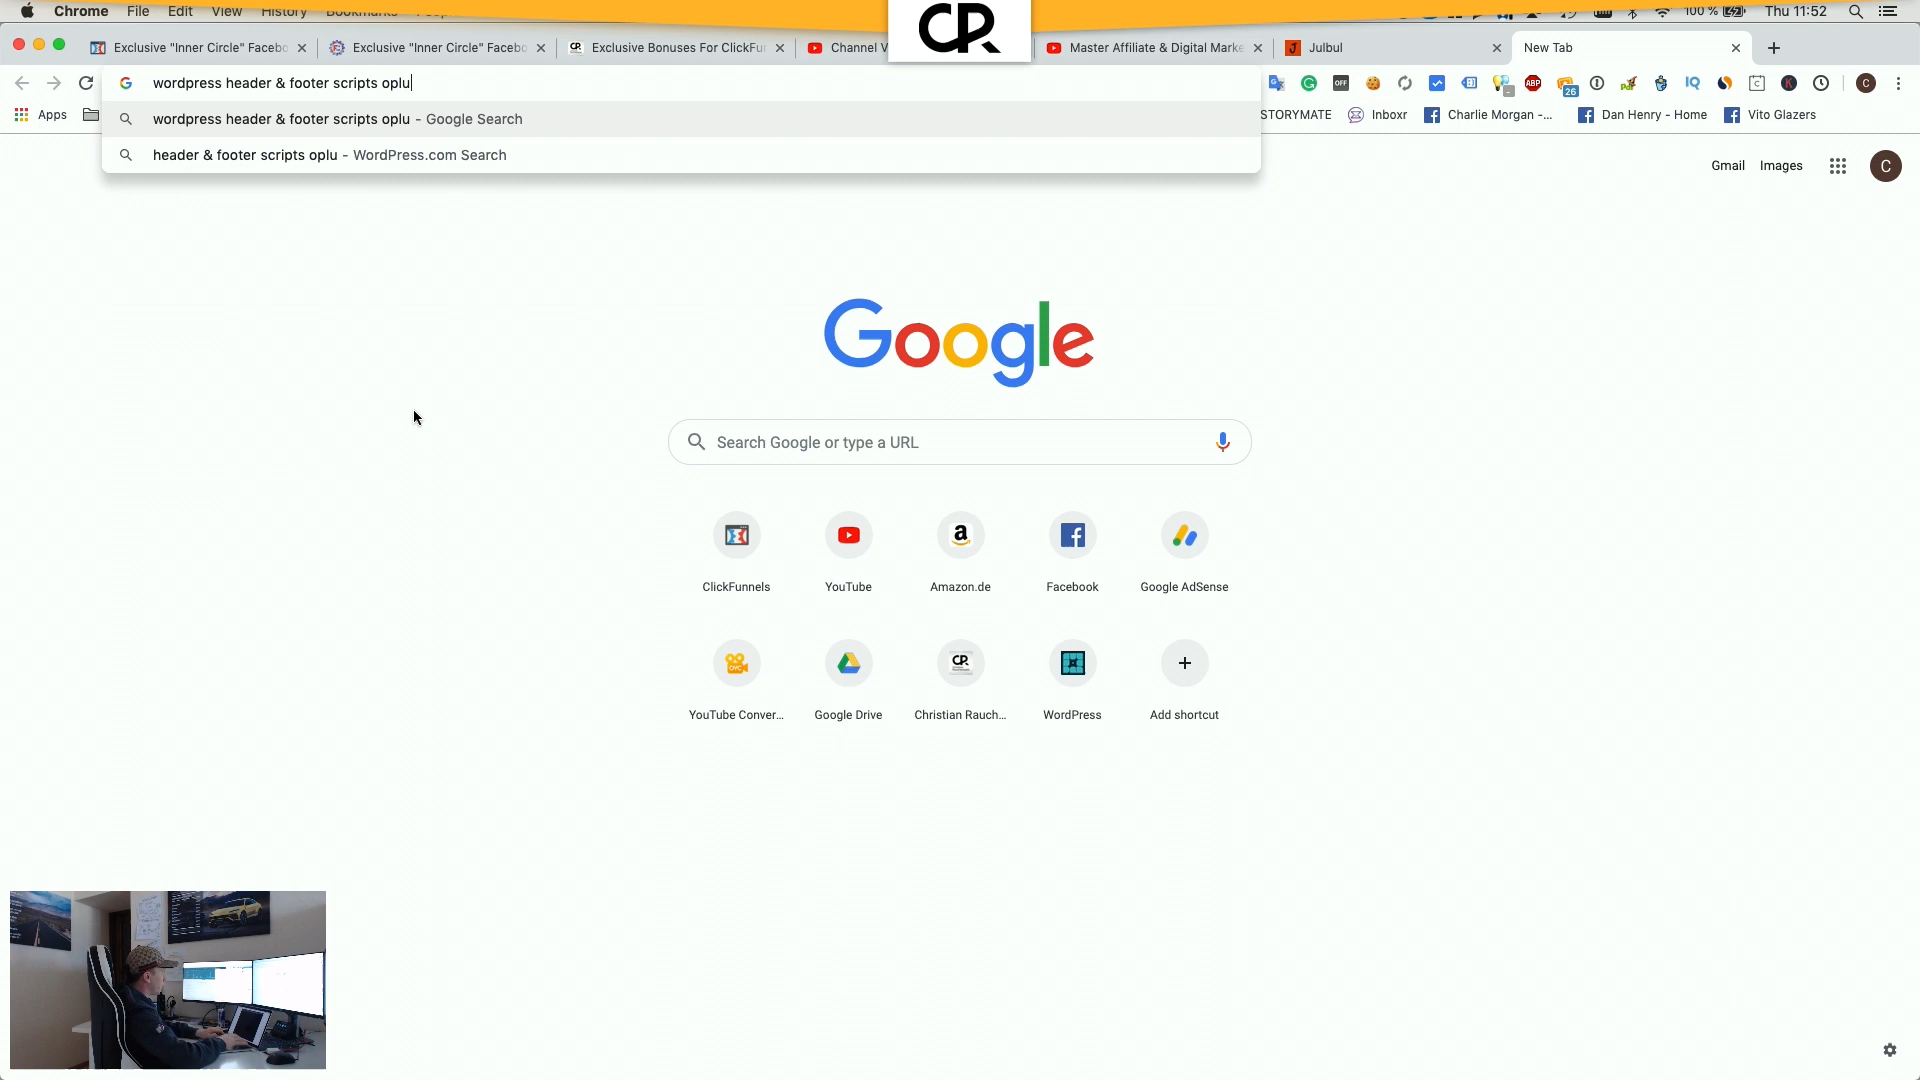 Chrome File Edit View History Bookmarks 100 % Thu 11:52
CR
Exclusive "Inner Circle" Facebo
Exclusive "Inner Circle" Facebo
Exclusive Bonuses For ClickFu
Channel V
Master Affiliate & Digital Marke
Julbul
New Tab
wordpress header & footer scripts oplu
OFF
ABP
26
IQ
C
wordpress header & footer scripts oplu - Google Search
header & footer scripts oplu - WordPress.com Search
Apps
STORYMATE
Inboxr
Charlie Morgan -...
Dan Henry - Home
Vito Glazers
Gmail Images
C
Google
Search Google or type a URL
ClickFunnels
YouTube
Amazon.de
Facebook
Google AdSense
YouTube Conver...
Google Drive
Christian Rauch...
WordPress
Add shortcut